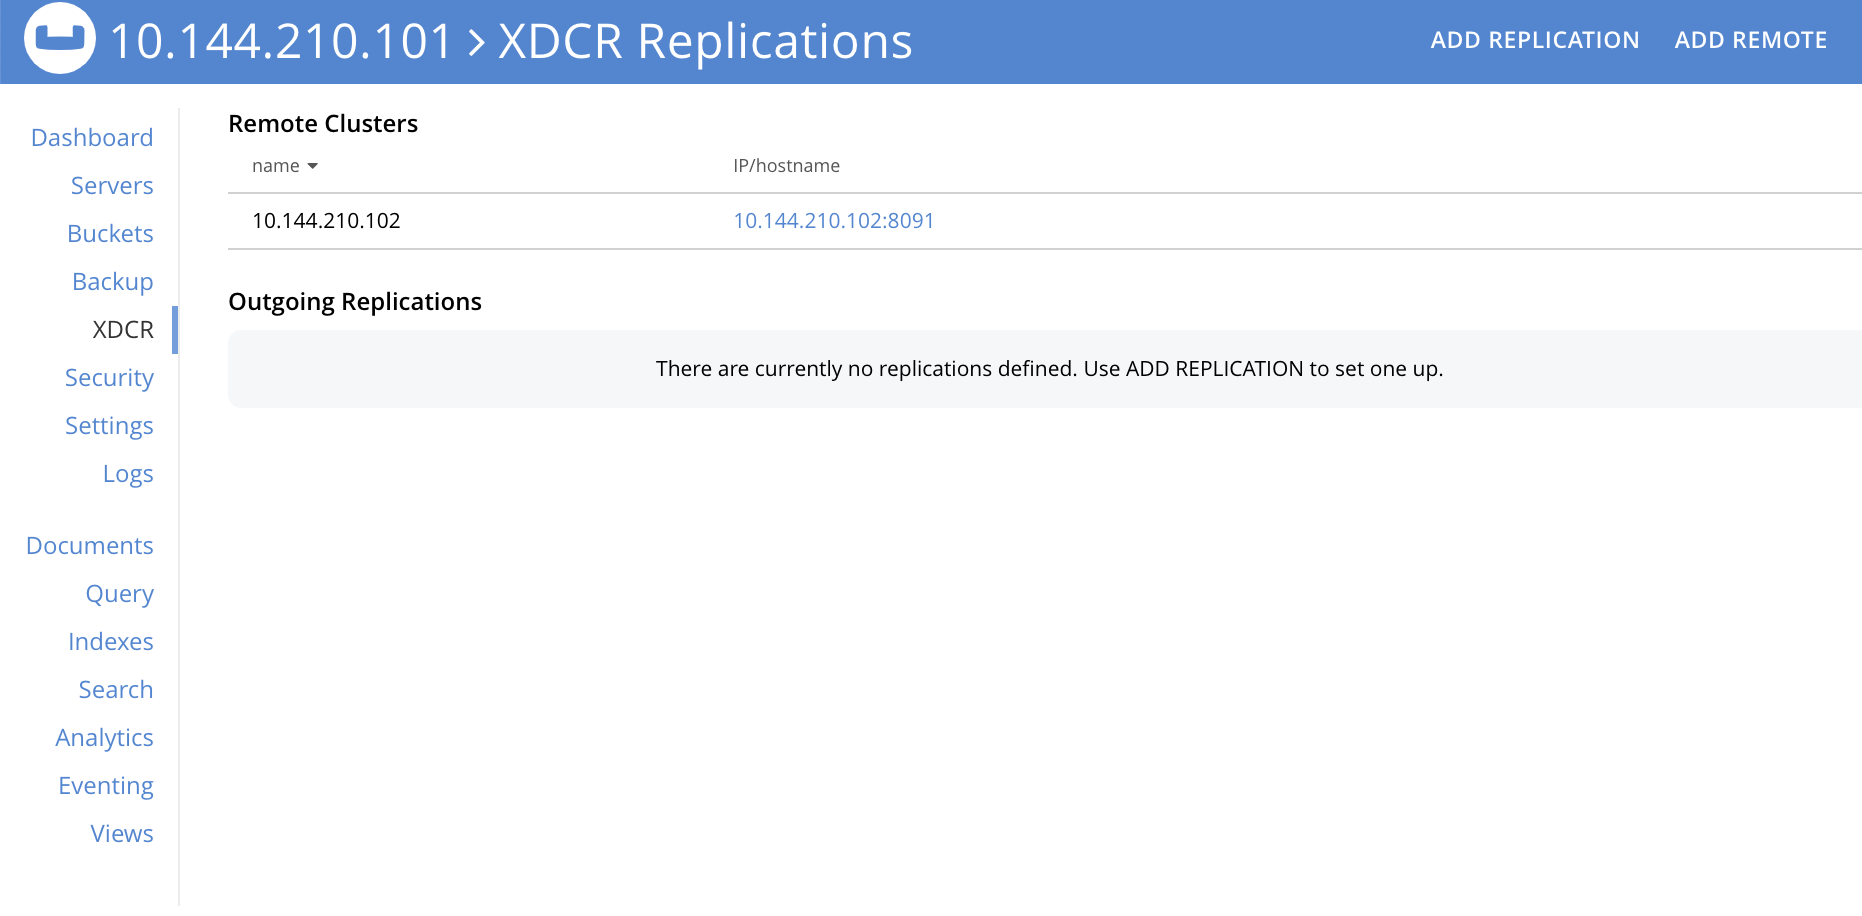 10.144.210.101 > XDCR Replications
ADD REPLICATION ADD REMOTE
Dashboard
Servers
Buckets
Backup
XDCR
Security
Settings
Logs
Documents
Query
Indexes
Search
Analytics
Eventing
Views
Remote Clusters
name IP/hostname
10.144.210.102 10.144.210.102:8091
Outgoing Replications
There are currently no replications defined. Use ADD REPLICATION to set one up.